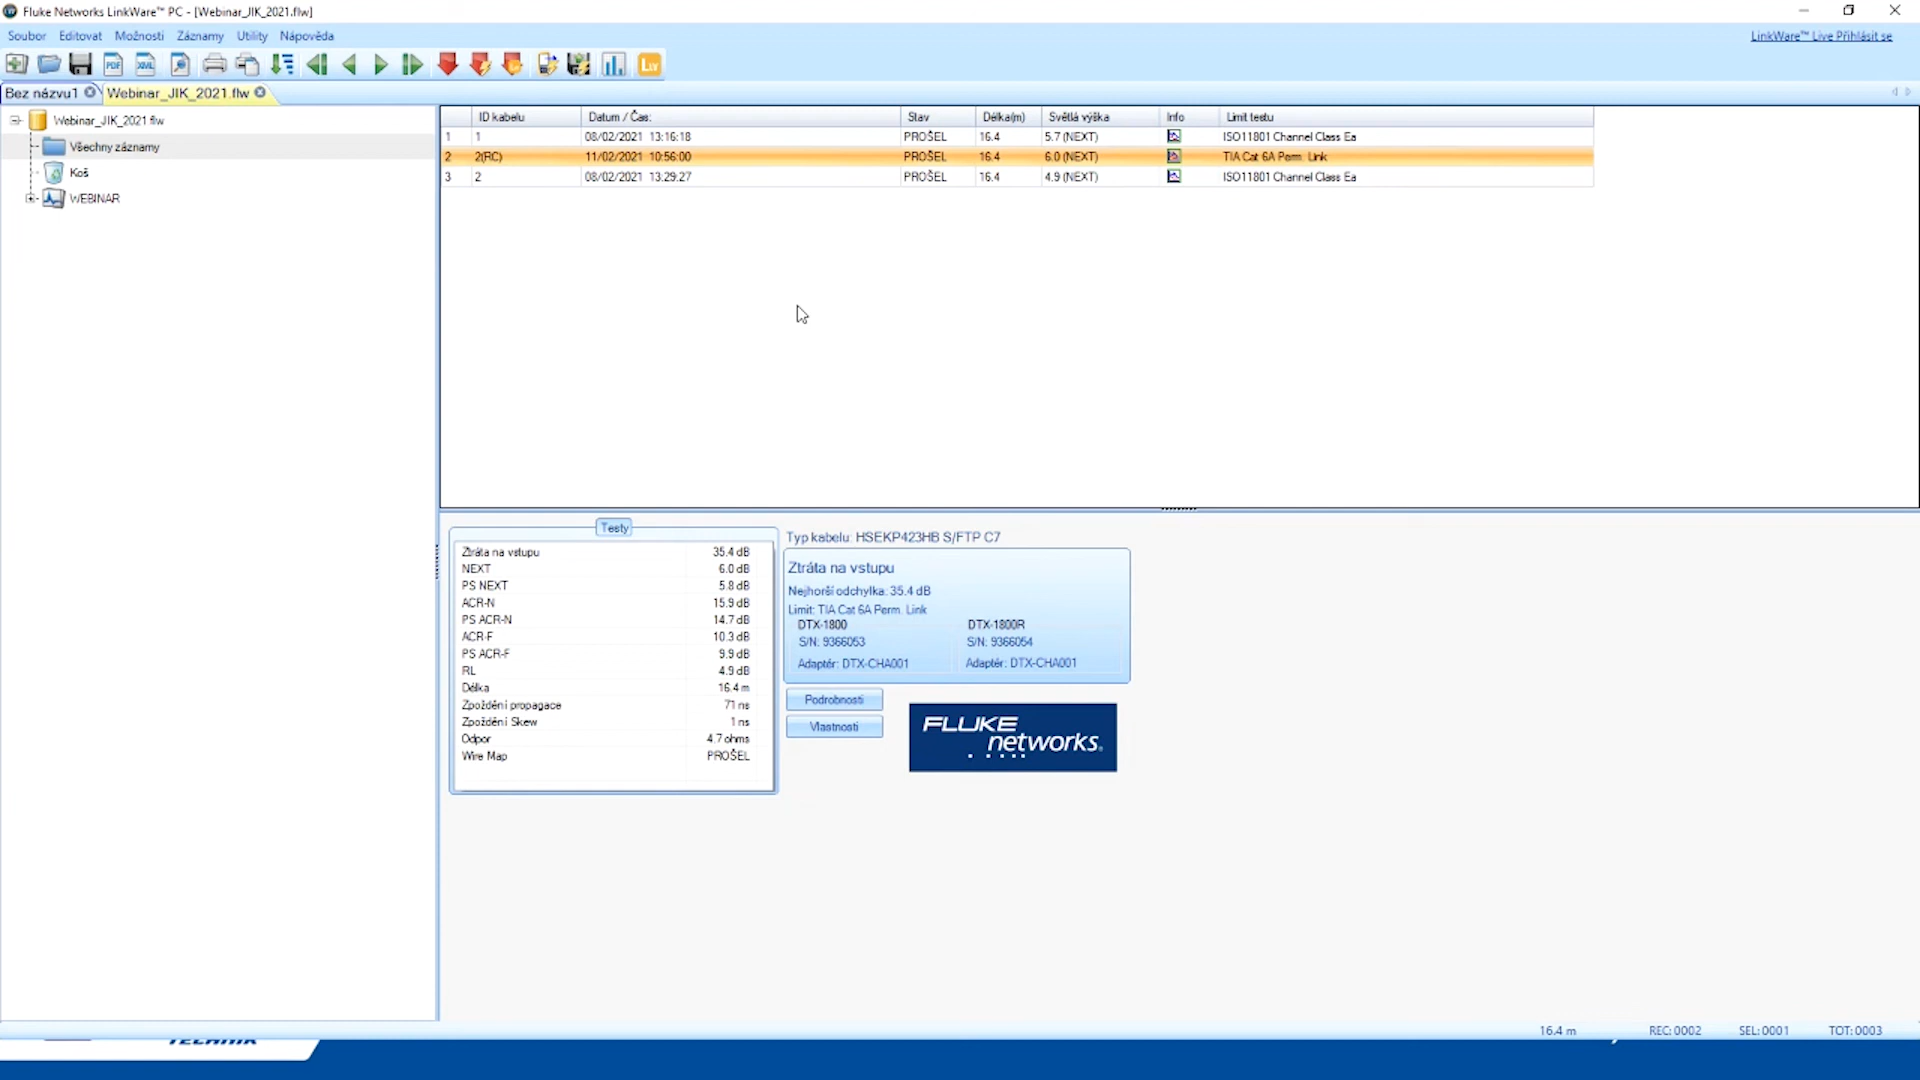 Fluke Networks LinkWare™ PC - [Webinar_JIK_2021.flw]
Soubor Editovat Možnosti Záznamy Utility Nápověda
LinkWare™ Live Přihlásit se
PDF XML LW
Bez názvu1 Webinar_JIK_2021.flw
Webinar_JIK_2021.flw
Všechny záznamy
Koš
WEBINAR
ID kabelu Datum / Čas: Stav Délka(m) Světlá výška Info Limit testu
1 1 08/02/2021 13:16:18 PROŠEL 16.4 5.7 (NEXT) ISO11801 Channel Class Ea
2 2(RC) 11/02/2021 10:56:00 PROŠEL 16.4 6.0 (NEXT) TIA Cat 6A Perm. Link
3 2 08/02/2021 13:29:27 PROŠEL 16.4 4.9 (NEXT) ISO11801 Channel Class Ea
Testy
Ztráta na vstupu 35.4 dB
NEXT 6.0 dB
PS NEXT 5.8 dB
ACR-N 15.9 dB
PS ACR-N 14.7 dB
ACR-F 10.3 dB
PS ACR-F 9.9 dB
RL 4.9 dB
Délka 16.4 m
Zpoždění propagace 71 ns
Zpoždění Skew 1 ns
Odpor 4.7 ohms
Wire Map PROŠEL
Typ kabelu: HSEKP423HB S/FTP C7
Ztráta na vstupu
Nejhorší odchylka: 35.4 dB
Limit: TIA Cat 6A Perm. Link
DTX-1800 DTX-1800R
S/N: 9366053 S/N: 9366054
Adaptér: DTX-CHA001 Adaptér: DTX-CHA001
Podrobnosti
Vlastnosti
FLUKE
networks.
16.4 m REC: 0002 SEL: 0001 TOT: 0003